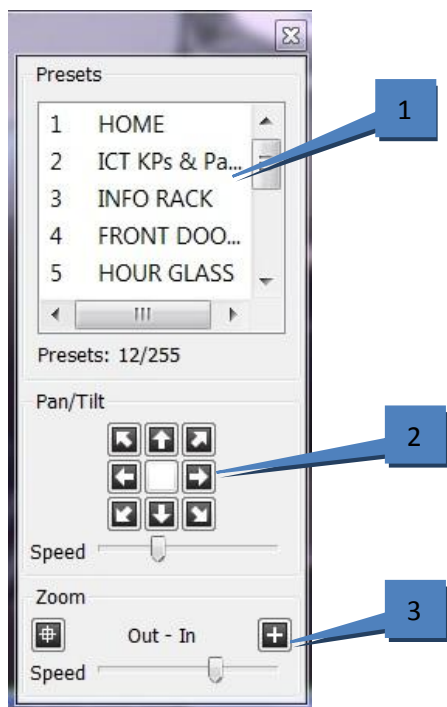 Presets
1 HOME
2 ICT KPs & Pa...
3 INFO RACK
4 FRONT DOO...
5 HOUR GLASS
Presets: 12/255
Pan/Tilt
Speed
Zoom
Out - In
Speed
1
2
3